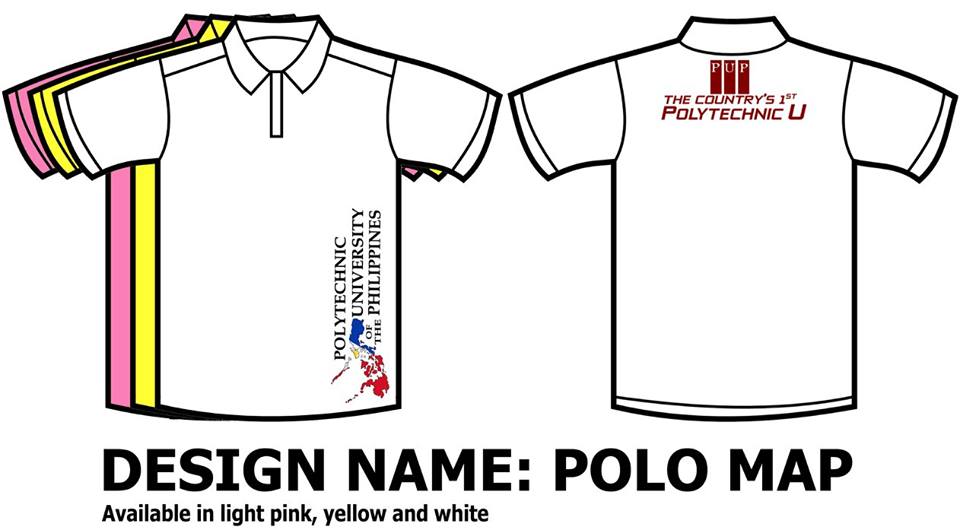 POLYTECHNIC
UNIVERSITY
OF
THE PHILIPPINES
PUP
THE COUNTRY'S 1ST
POLYTECHNIC U
DESIGN NAME: POLO MAP
Available in light pink, yellow and white